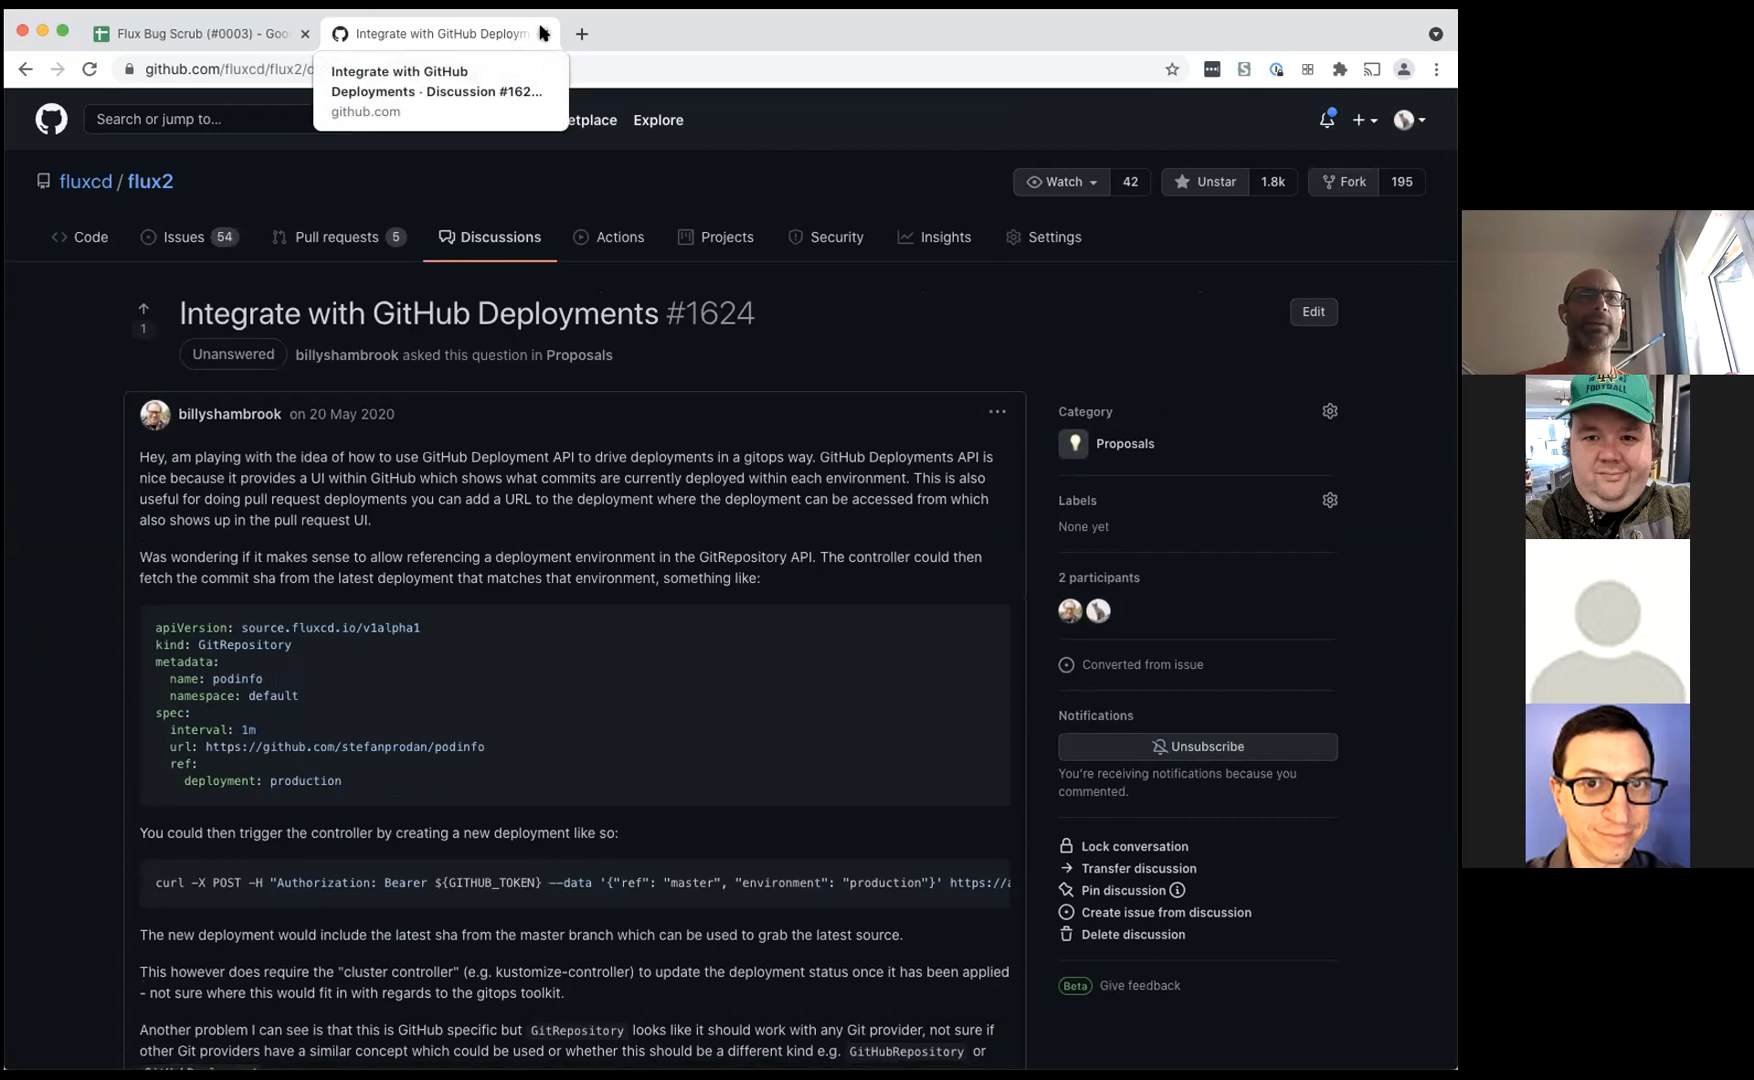 Flux Bug Scrub (#0003) - Goo
Integrate with GitHub Deploym
github.com/fluxcd/flux2/d
Integrate with GitHub
Deployments · Discussion #162...
github.com
Search or jump to...
etplace
Explore
fluxcd / flux2
Watch
42
Unstar
1.8k
Fork
195
Code
Issues 54
Pull requests 5
Discussions
Actions
Projects
Security
Insights
Settings
1
Integrate with GitHub Deployments #1624
Edit
Unanswered
billyshambrook asked this question in Proposals
billyshambrook on 20 May 2020
Hey, am playing with the idea of how to use GitHub Deployment API to drive deployments in a gitops way. GitHub Deployments API is
nice because it provides a UI within GitHub which shows what commits are currently deployed within each environment. This is also
useful for doing pull request deployments you can add a URL to the deployment where the deployment can be accessed from which
also shows up in the pull request UI.
Was wondering if it makes sense to allow referencing a deployment environment in the GitRepository API. The controller could then
fetch the commit sha from the latest deployment that matches that environment, something like:
apiVersion: source.fluxcd.io/v1alpha1
kind: GitRepository
metadata:
name: podinfo
namespace: default
spec:
interval: 1m
url: https://github.com/stefanprodan/podinfo
ref:
deployment: production
You could then trigger the controller by creating a new deployment like so:
curl -X POST -H "Authorization: Bearer ${GITHUB_TOKEN} --data '{"ref": "master", "environment": "production"}' https://a
The new deployment would include the latest sha from the master branch which can be used to grab the latest source.
This however does require the "cluster controller" (e.g. kustomize-controller) to update the deployment status once it has been applied
- not sure where this would fit in with regards to the gitops toolkit.
Another problem I can see is that this is GitHub specific but GitRepository looks like it should work with any Git provider, not sure if
other Git providers have a similar concept which could be used or whether this should be a different kind e.g. GitHubRepository or
Category
Proposals
Labels
None yet
2 participants
Converted from issue
Notifications
Unsubscribe
You're receiving notifications because you
commented.
Lock conversation
Transfer discussion
Pin discussion
Create issue from discussion
Delete discussion
Beta Give feedback
FOOTBALL